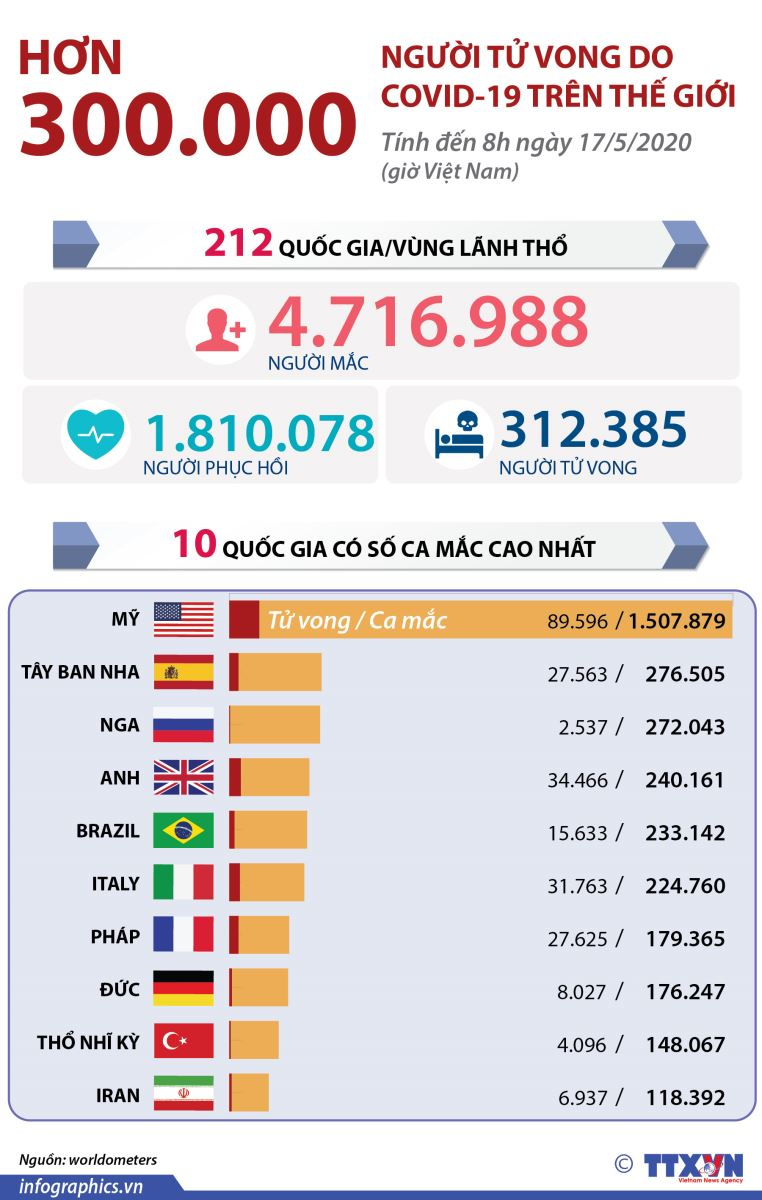 HƠN
300.000
NGƯỜI TỬ VONG DO
COVID-19 TRÊN THẾ GIỚI
Tính đến 8h ngày 17/5/2020
(giờ Việt Nam)
212 QUỐC GIA/VÙNG LÃNH THỔ
4.716.988
NGƯỜI MẮC
1.810.078
NGƯỜI PHỤC HỒI
312.385
NGƯỜI TỬ VONG
10 QUỐC GIA CÓ SỐ CA MẮC CAO NHẤT
MỸ Tử vong / Ca mắc 89.596 / 1.507.879
TÂY BAN NHA 27.563 / 276.505
NGA 2.537 / 272.043
ANH 34.466 / 240.161
BRAZIL 15.633 / 233.142
ITALY 31.763 / 224.760
PHÁP 27.625 / 179.365
ĐỨC 8.027 / 176.247
THỔ NHĨ KỲ 4.096 / 148.067
IRAN 6.937 / 118.392
Nguồn: worldometers
© TTXVN
Vietnam News Agency
infographics.vn